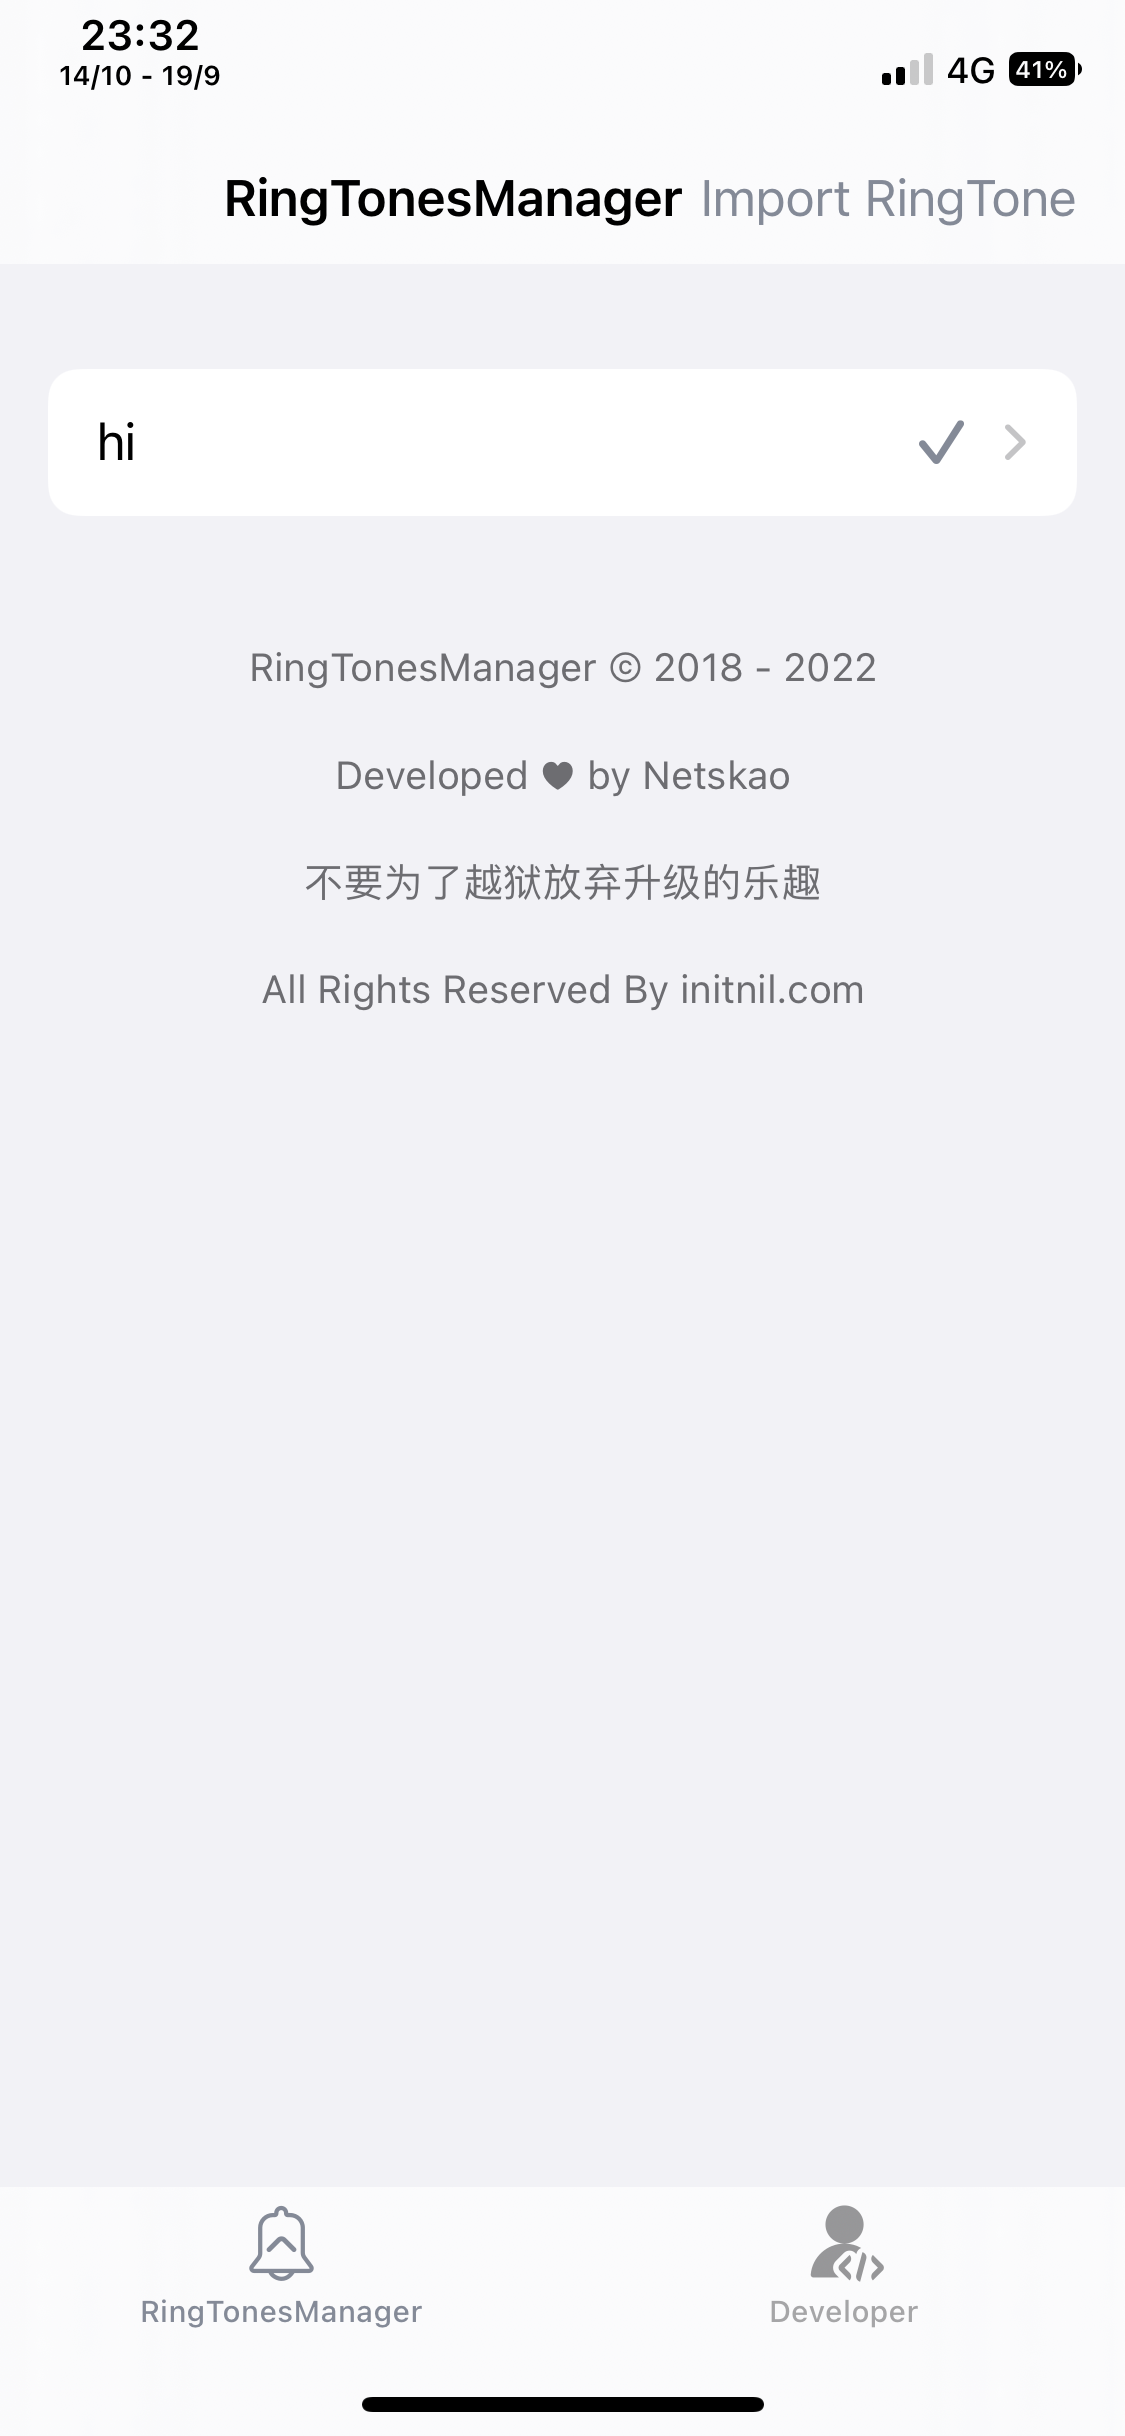 23:32
14/10 - 19/9
4G 41%
RingTonesManager Import RingTone
hi
RingTonesManager © 2018 - 2022
Developed ♥ by Netskao
不要为了越狱放弃升级的乐趣
All Rights Reserved By initnil.com
RingTonesManager Developer